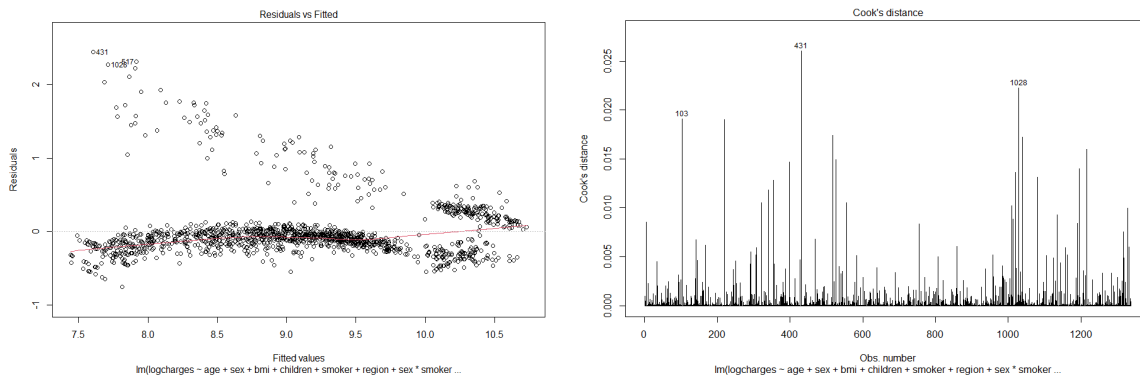 Residuals vs Fitted
Residuals
2
1
0
-1
431
1028
617
7.5 8.0 8.5 9.0 9.5 10.0 10.5
Fitted values
lm(logcharges ~ age + sex + bmi + children + smoker + region + sex * smoker ...
Cook's distance
Cook's distance
0.025
0.020
0.015
0.010
0.005
0.000
431
1028
103
0 200 400 600 800 1000 1200
Obs. number
lm(logcharges ~ age + sex + bmi + children + smoker + region + sex * smoker ...